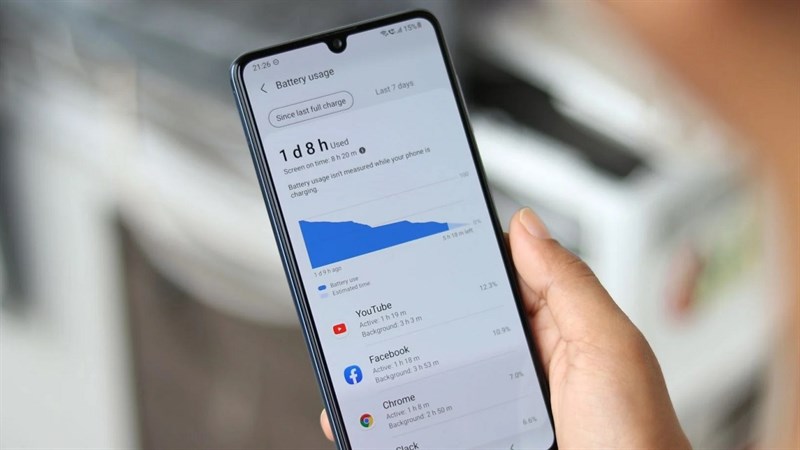 21:26
15%
Battery usage
Since last full charge
Last 7 days
1 d 8 h Used
Screen on time: 8 h 20 m
Battery usage isn't measured while your phone is
charging.
100
0%
5 h 18 m left
1 d 9 h ago
Battery use
Estimated time
YouTube
12.3%
Active: 1 h 19 m
Background: 3 h 3 m
Facebook
10.9%
Active: 1 h 18 m
Background: 3 h 53 m
Chrome
7.0%
Active: 1 h 8 m
Background: 2 h 50 m
Slack
6.6%